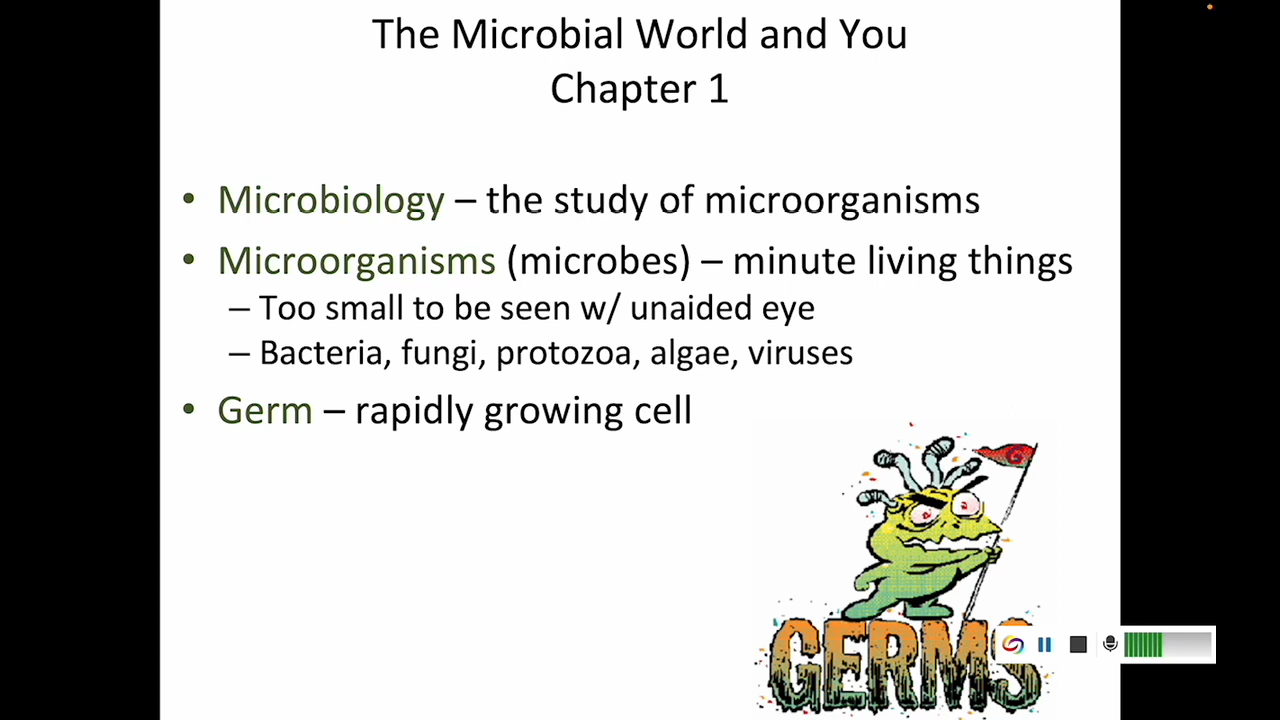 The Microbial World and You
Chapter 1
• Microbiology – the study of microorganisms
• Microorganisms (microbes) – minute living things
– Too small to be seen w/ unaided eye
– Bacteria, fungi, protozoa, algae, viruses
• Germ – rapidly growing cell
G
GERMS